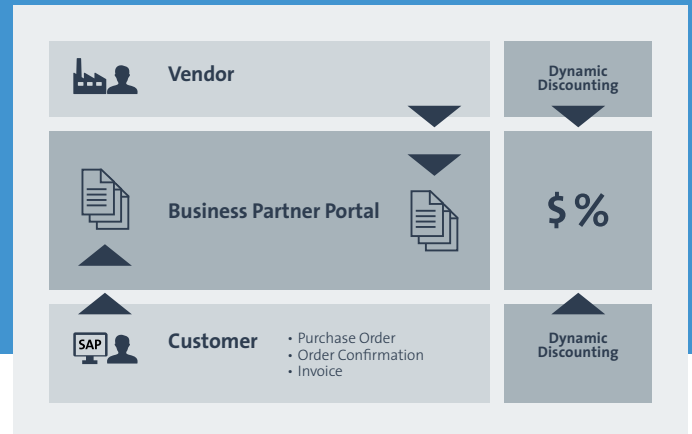 Vendor
Dynamic
Discounting
Business Partner Portal
$ %
SAP
Customer
• Purchase Order
• Order Confirmation
• Invoice
Dynamic
Discounting